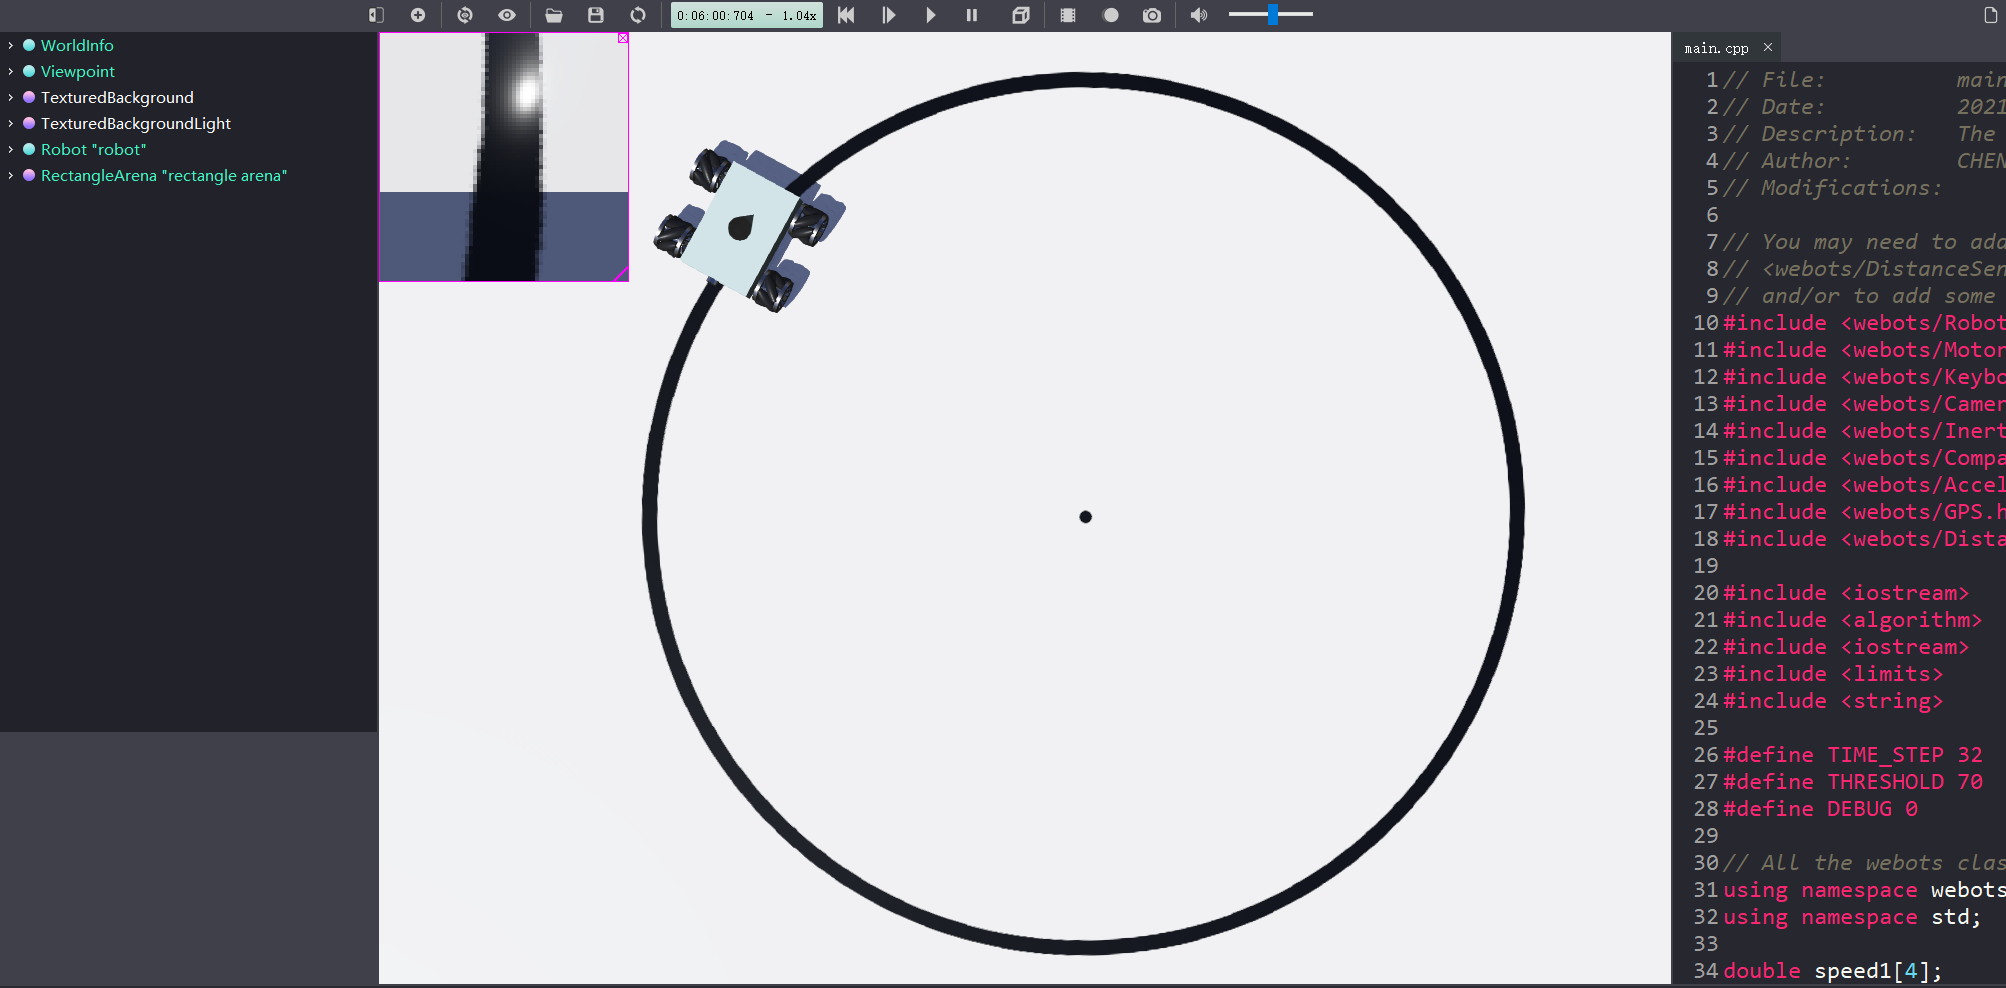 0:06:00:704 - 1.04x
WorldInfo
Viewpoint
TexturedBackground
TexturedBackgroundLight
Robot "robot"
RectangleArena "rectangle arena"
main.cpp
1 // File: main
2 // Date: 2021
3 // Description: The
4 // Author: CHEN
5 // Modifications:
6
7 // You may need to add
8 // <webots/DistanceSen
9 // and/or to add some
10 #include <webots/Robot
11 #include <webots/Motor
12 #include <webots/Keybo
13 #include <webots/Camer
14 #include <webots/Inert
15 #include <webots/Compa
16 #include <webots/Accel
17 #include <webots/GPS.h
18 #include <webots/Dista
19
20 #include <iostream>
21 #include <algorithm>
22 #include <iostream>
23 #include <limits>
24 #include <string>
25
26 #define TIME_STEP 32
27 #define THRESHOLD 70
28 #define DEBUG 0
29
30 // All the webots clas
31 using namespace webots
32 using namespace std;
33
34 double speed1[4];